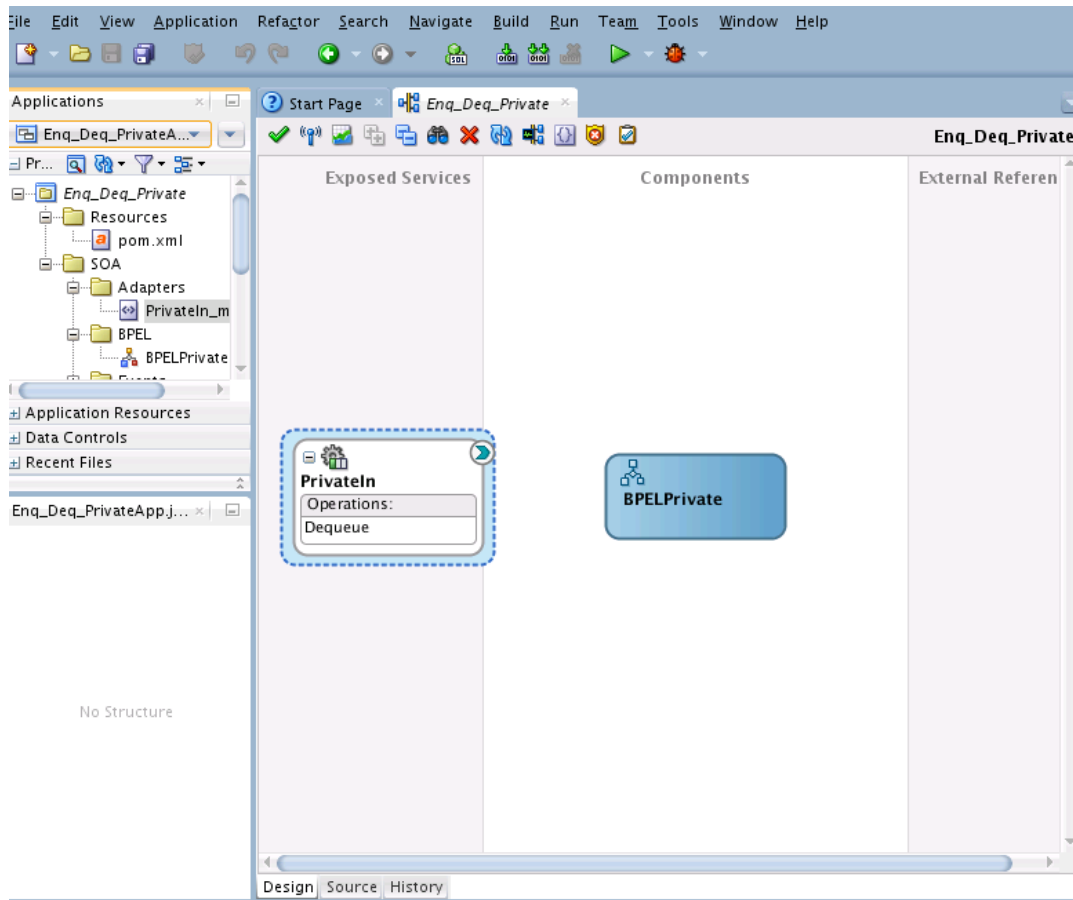 File Edit View Application Refactor Search Navigate Build Run Team Tools Window Help
Applications
Start Page
Enq_Deq_Private
Enq_Deq_PrivateA...
Enq_Deq_Private
Pr...
Exposed Services
Components
External Referen
Enq_Deq_Private
Resources
pom.xml
SOA
Adapters
PrivateIn_m
BPEL
BPELPrivate
Application Resources
Data Controls
Recent Files
PrivateIn
Operations:
Dequeue
BPELPrivate
Enq_Deq_PrivateApp.j...
No Structure
Design Source History